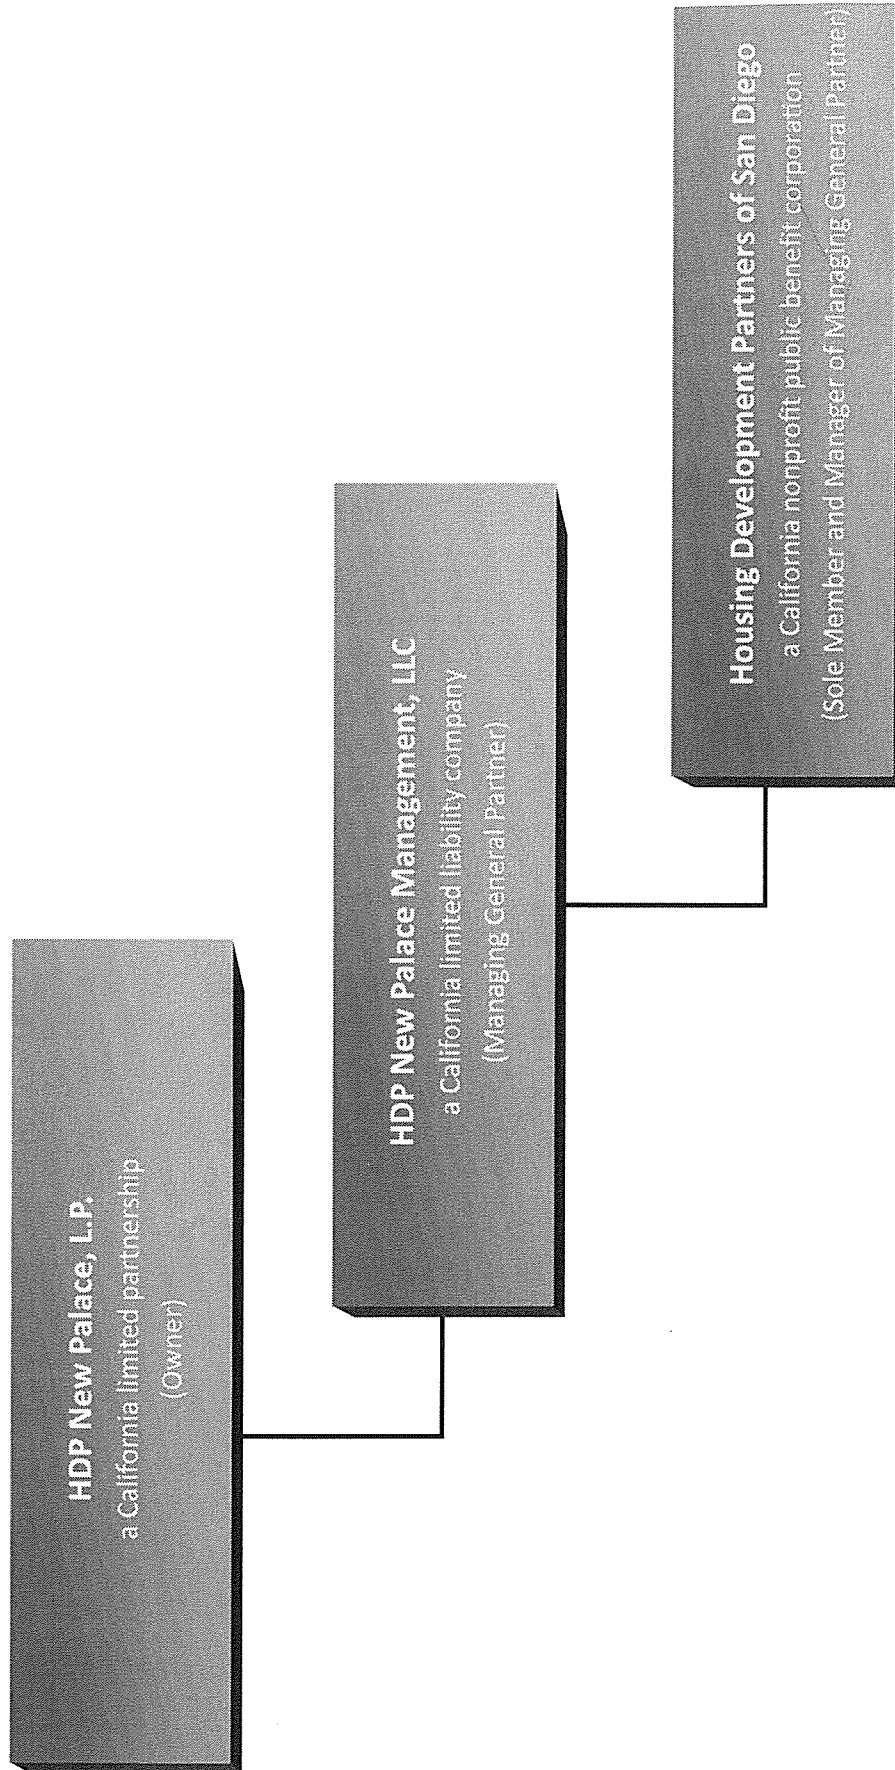 HDP New Palace, L.P.
a California limited partnership
(Owner)
HDP New Palace Management, LLC
a California limited liability company
(Managing General Partner)
Housing Development Partners of San Diego
a California nonprofit public benefit corporation
(Sole Member and Manager of Managing General Partner)